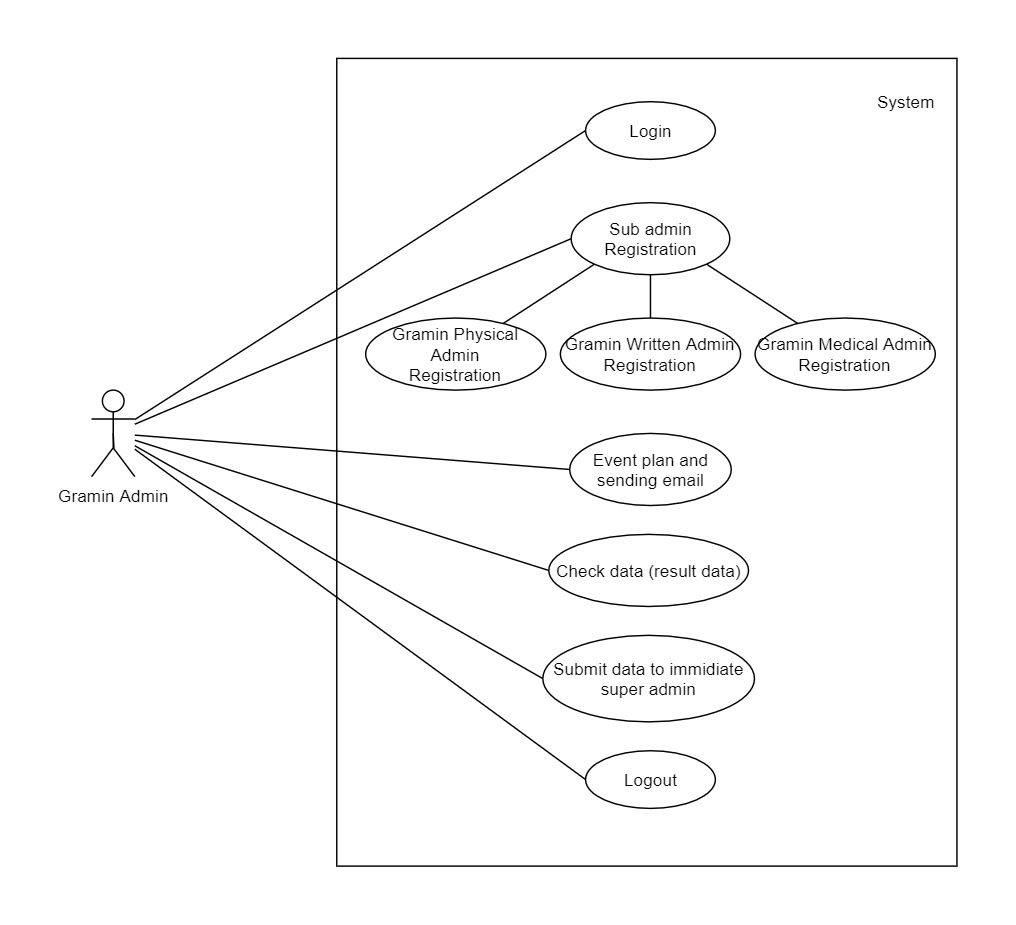 System
Login
Sub admin
Registration
Gramin Physical
Admin
Registration
Gramin Written Admin
Registration
Gramin Medical Admin
Registration
Gramin Admin
Event plan and
sending email
Check data (result data)
Submit data to immidiate
super admin
Logout